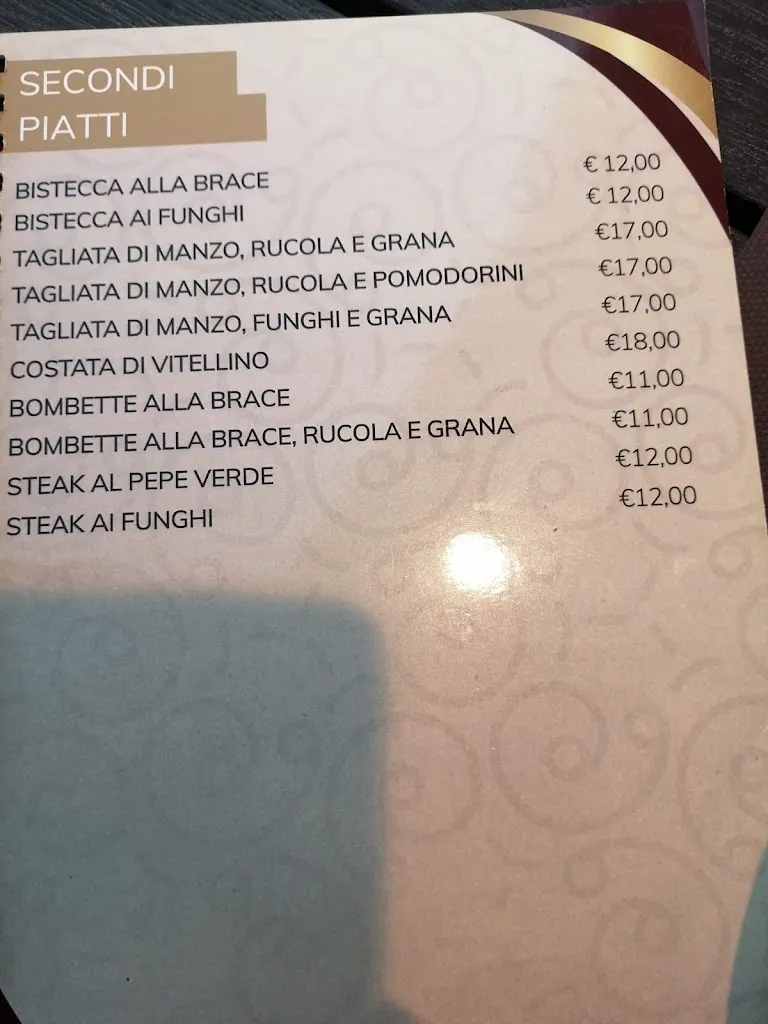 SECONDI
PIATTI
BISTECCA ALLA BRACE € 12,00
BISTECCA AI FUNGHI € 12,00
TAGLIATA DI MANZO, RUCOLA E GRANA €17,00
TAGLIATA DI MANZO, RUCOLA E POMODORINI €17,00
TAGLIATA DI MANZO, FUNGHI E GRANA €17,00
COSTATA DI VITELLINO €18,00
BOMBETTE ALLA BRACE €11,00
BOMBETTE ALLA BRACE, RUCOLA E GRANA €11,00
STEAK AL PEPE VERDE €12,00
STEAK AI FUNGHI €12,00